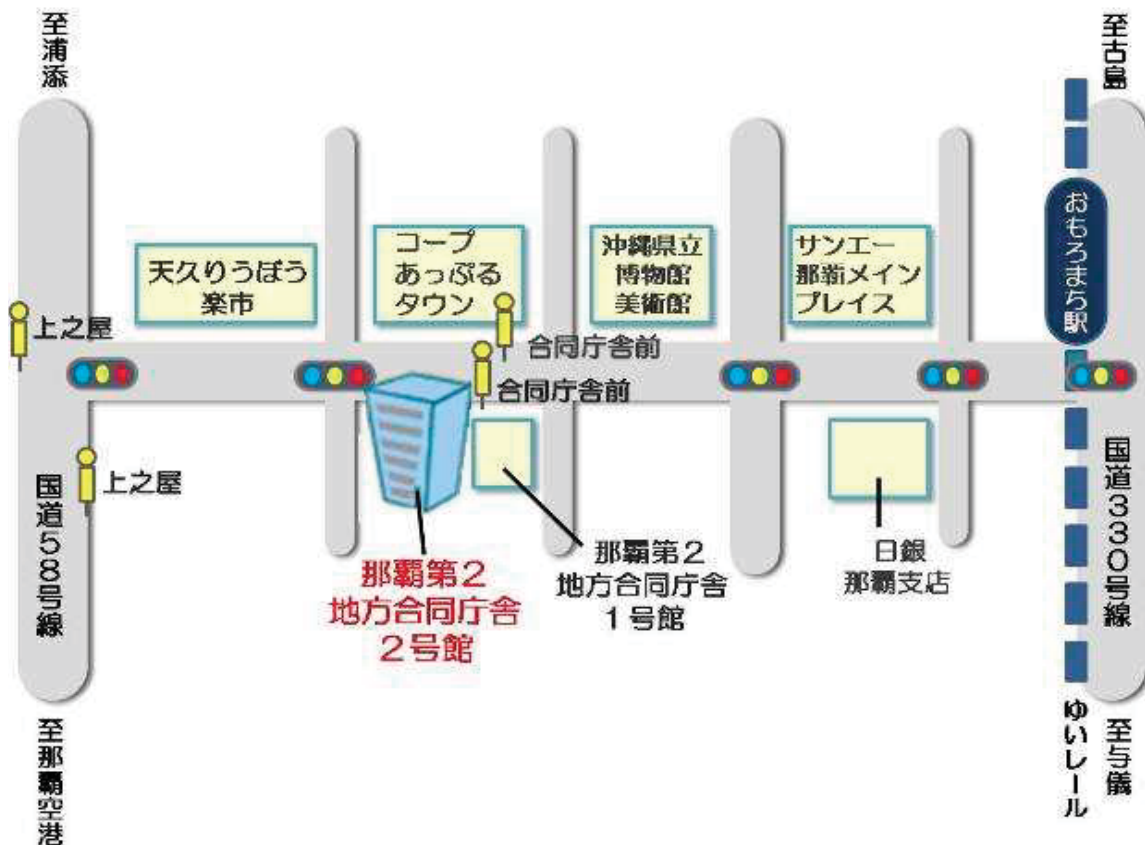 至浦添
至古島
おもろまち駅
天久りうぼう
楽市
コープ
あっぷる
タウン
沖縄県立
博物館
美術館
サンエー
那覇メイン
プレイス
上之屋
合同庁舎前
合同庁舎前
上之屋
国道58号線
国道330号線
那覇第2
地方合同庁舎
2号館
那覇第2
地方合同庁舎
1号館
日銀
那覇支店
至那覇空港
ゆいレール
至与儀